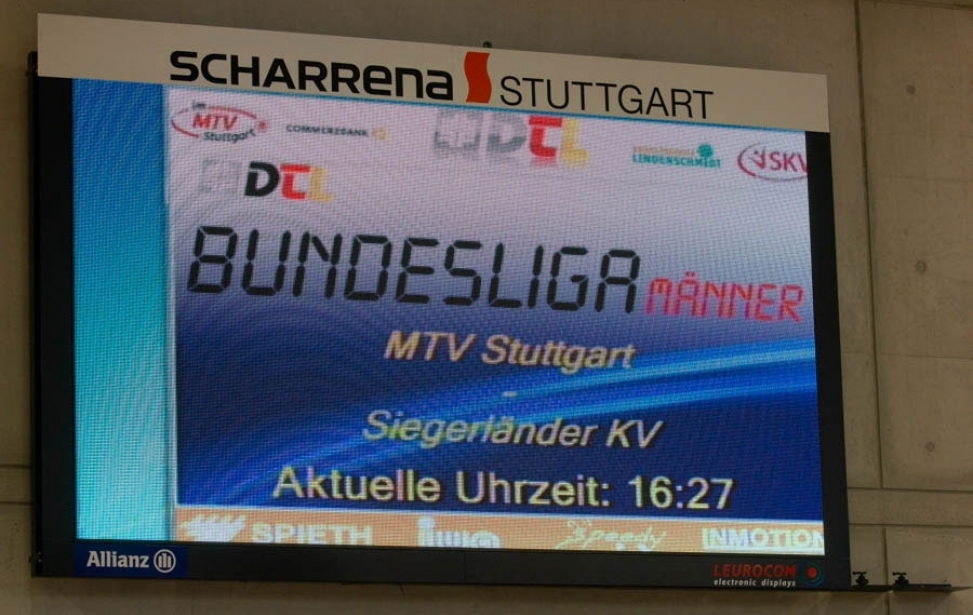 SCHARRena STUTTGART
MTV Stuttgart
COMMERZBANK
DTL
LINDENSCHMIDT
SKV
DTL
BUNDESLIGA MÄNNER
MTV Stuttgart
-
Siegerländer KV
Aktuelle Uhrzeit: 16:27
SPIETH
Speedy
INMOTION
Allianz
LEUROCOM
electronic displays